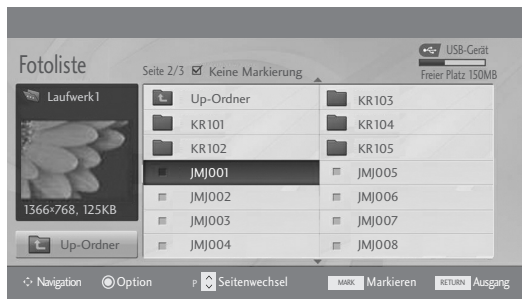 USB-Gerät
Fotoliste
Seite 2/3 Keine Markierung
Freier Platz 150MB
Laufwerk1
Up-Ordner
KR101
KR102
JMJ001
JMJ002
JMJ003
JMJ004
KR103
KR104
KR105
JMJ005
JMJ006
JMJ007
JMJ008
1366×768, 125KB
Up-Ordner
Navigation Option P Seitenwechsel MARK Markieren RETURN Ausgang